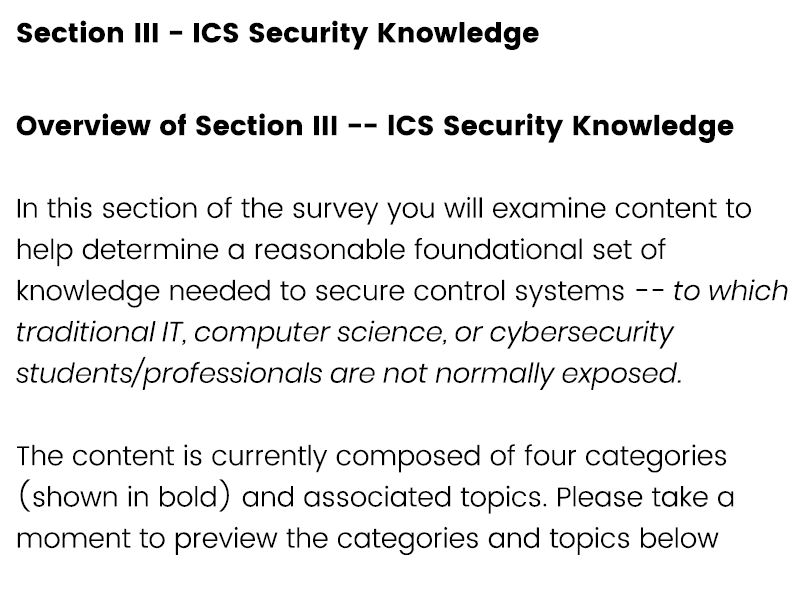 Section III - ICS Security Knowledge
Overview of Section III -- ICS Security Knowledge
In this section of the survey you will examine content to
help determine a reasonable foundational set of
knowledge needed to secure control systems -- to which
traditional IT, computer science, or cybersecurity
students/professionals are not normally exposed.
The content is currently composed of four categories
(shown in bold) and associated topics. Please take a
moment to preview the categories and topics below